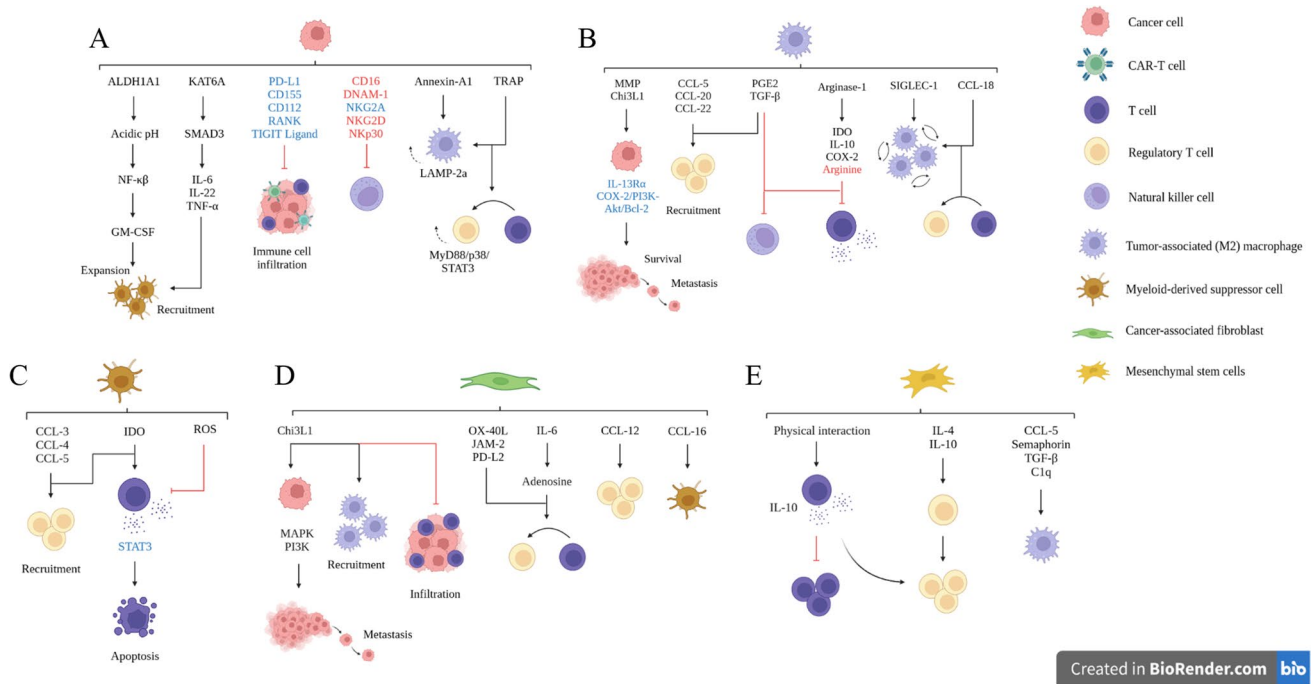 A
ALDH1A1
Acidic pH
NF-κβ
GM-CSF
Expansion
KAT6A
SMAD3
IL-6
IL-22
TNF-α
Recruitment
PD-L1
CD155
CD112
RANK
TIGIT Ligand
Immune cell
infiltration
CD16
DNAM-1
NKG2A
NKG2D
NKp30
Annexin-A1
TRAP
LAMP-2a
MyD88/p38/
STAT3
B
MMP
Chi3L1
IL-13Rα
COX-2/PI3K-
Akt/Bcl-2
Survival
Metastasis
CCL-5
CCL-20
CCL-22
Recruitment
PGE2
TGF-β
Arginase-1
IDO
IL-10
COX-2
Arginine
SIGLEC-1
CCL-18
Cancer cell
CAR-T cell
T cell
Regulatory T cell
Natural killer cell
Tumor-associated (M2) macrophage
Myeloid-derived suppressor cell
Cancer-associated fibroblast
Mesenchymal stem cells
C
CCL-3
CCL-4
CCL-5
Recruitment
IDO
STAT3
Apoptosis
ROS
D
Chi3L1
MAPK
PI3K
Metastasis
Recruitment
Infiltration
OX-40L
JAM-2
PD-L2
IL-6
Adenosine
CCL-12
CCL-16
E
Physical interaction
IL-10
IL-4
IL-10
CCL-5
Semaphorin
TGF-β
C1q
Created in BioRender.com bio